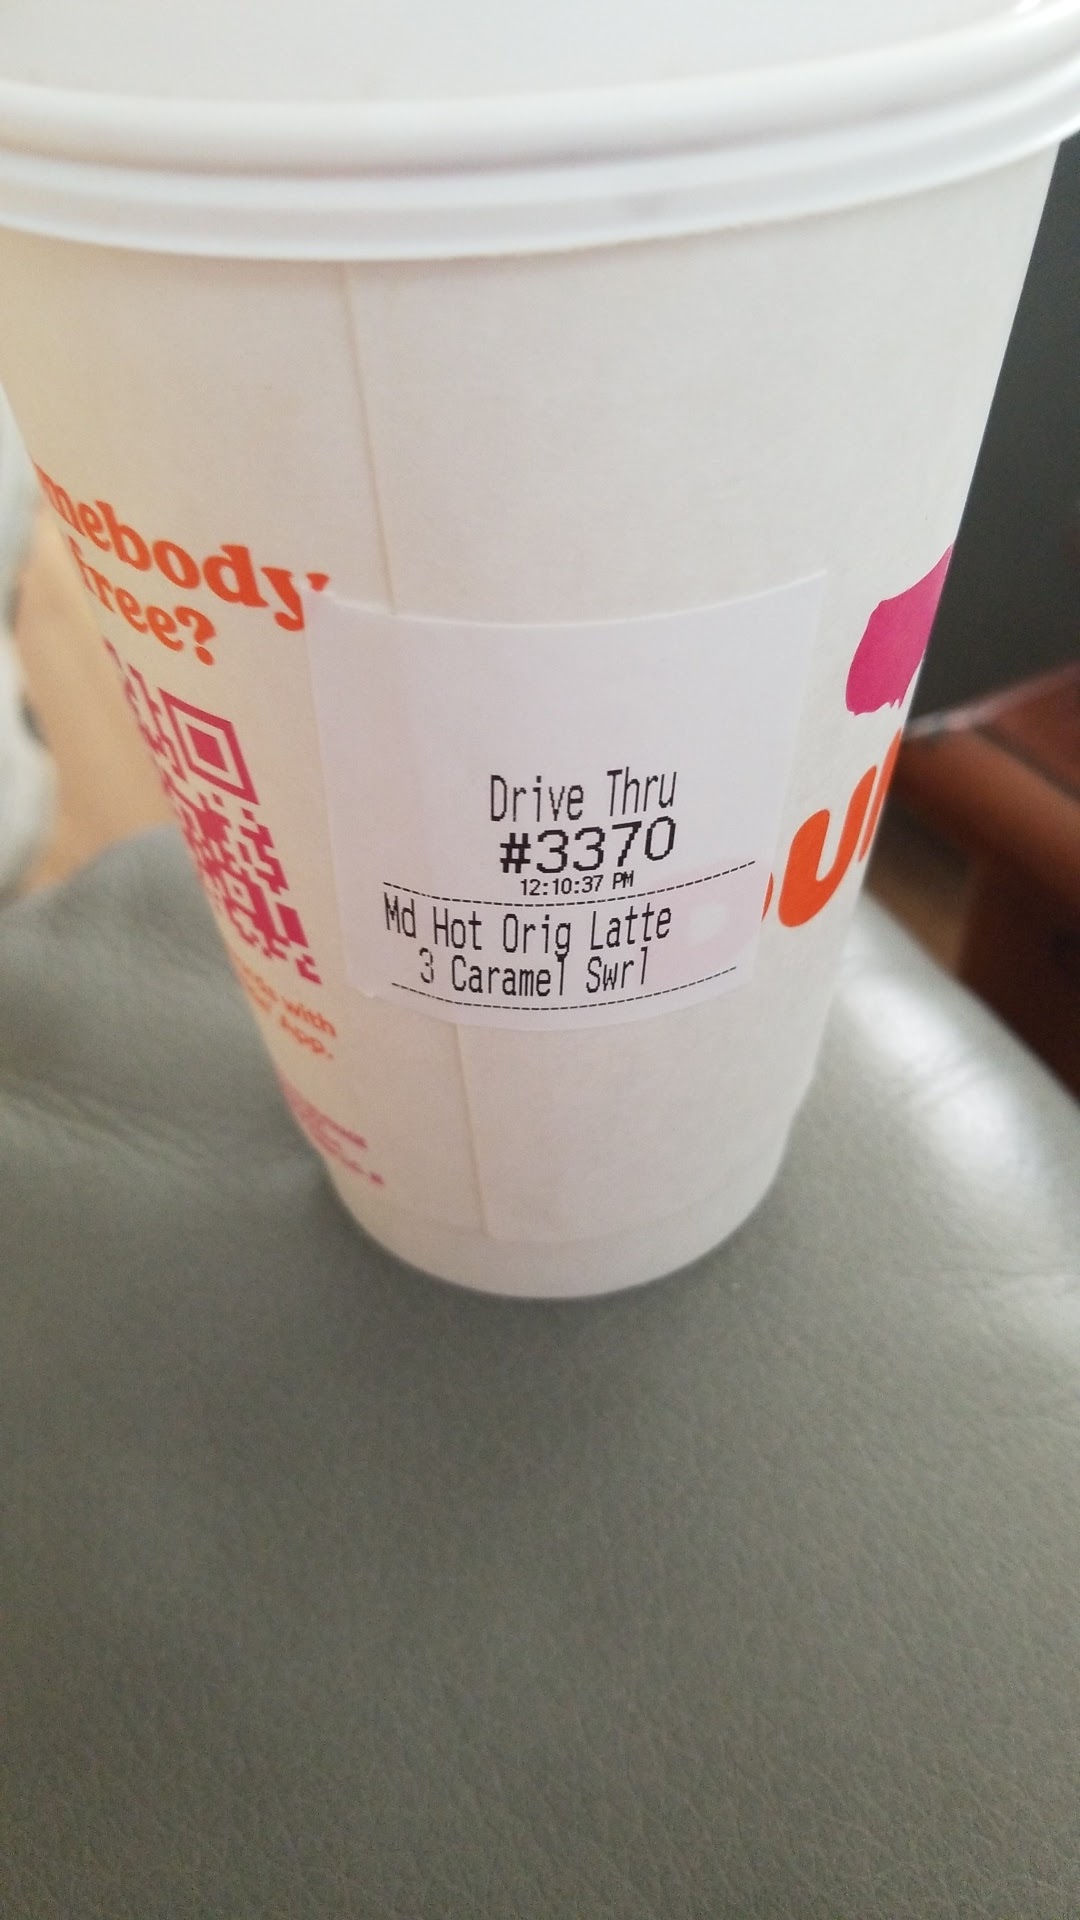 mebody
free?
Drive Thru
#3370
12:10:37 PM
Md Hot Orig Latte
3 Caramel Swrl
with
App.